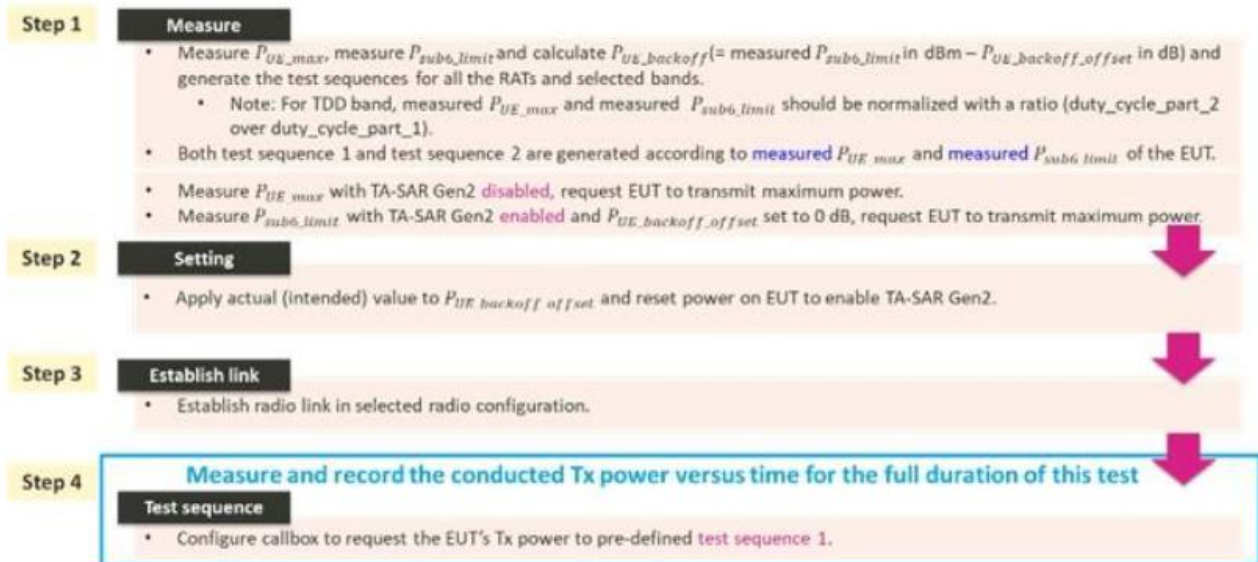 Step 1
Measure
• Measure P_UE_max, measure P_sub6_limit and calculate P_UE_backoff(= measured P_sub6_limit in dBm – P_UE_backoff_offset in dB) and
generate the test sequences for all the RATs and selected bands.
• Note: For TDD band, measured P_UE_max and measured P_sub6_limit should be normalized with a ratio (duty_cycle_part_2
over duty_cycle_part_1).
• Both test sequence 1 and test sequence 2 are generated according to measured P_UE_max and measured P_sub6_limit of the EUT.
• Measure P_UE_max with TA-SAR Gen2 disabled, request EUT to transmit maximum power.
• Measure P_sub6_limit with TA-SAR Gen2 enabled and P_UE_backoff_offset set to 0 dB, request EUT to transmit maximum power.
Step 2
Setting
• Apply actual (intended) value to P_UE_backoff_offset and reset power on EUT to enable TA-SAR Gen2.
Step 3
Establish link
• Establish radio link in selected radio configuration.
Step 4
Measure and record the conducted Tx power versus time for the full duration of this test
Test sequence
• Configure callbox to request the EUT's Tx power to pre-defined test sequence 1.